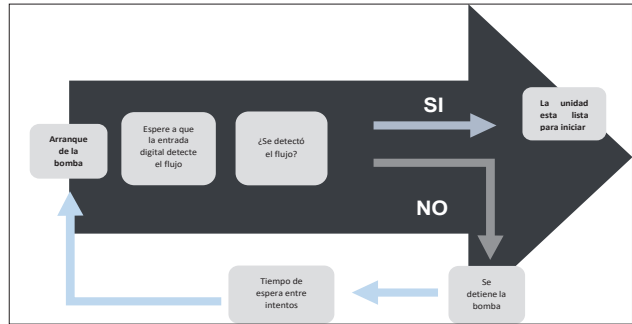 Arranque
de la
bomba
Espere a que
la entrada
digital detecte
el flujo
¿Se detectó
el flujo?
SI
La unidad
esta lista
para iniciar
NO
Se
detiene la
bomba
Tiempo de
espera entre
intentos